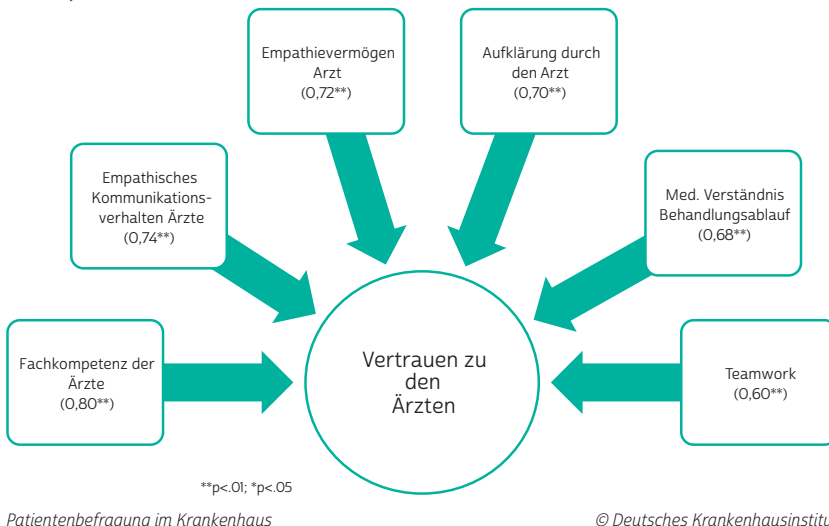 Empathievermögen
Arzt
(0,72**)
Aufklärung durch
den Arzt
(0,70**)
Empathisches
Kommunikations-
verhalten Ärzte
(0,74**)
Med. Verständnis
Behandlungsablauf
(0,68**)
Fachkompetenz der
Ärzte
(0,80**)
Vertrauen zu
den
Ärzten
Teamwork
(0,60**)
**p<.01; *p<.05
Patientenbefragung im Krankenhaus
© Deutsches Krankenhausinstitu